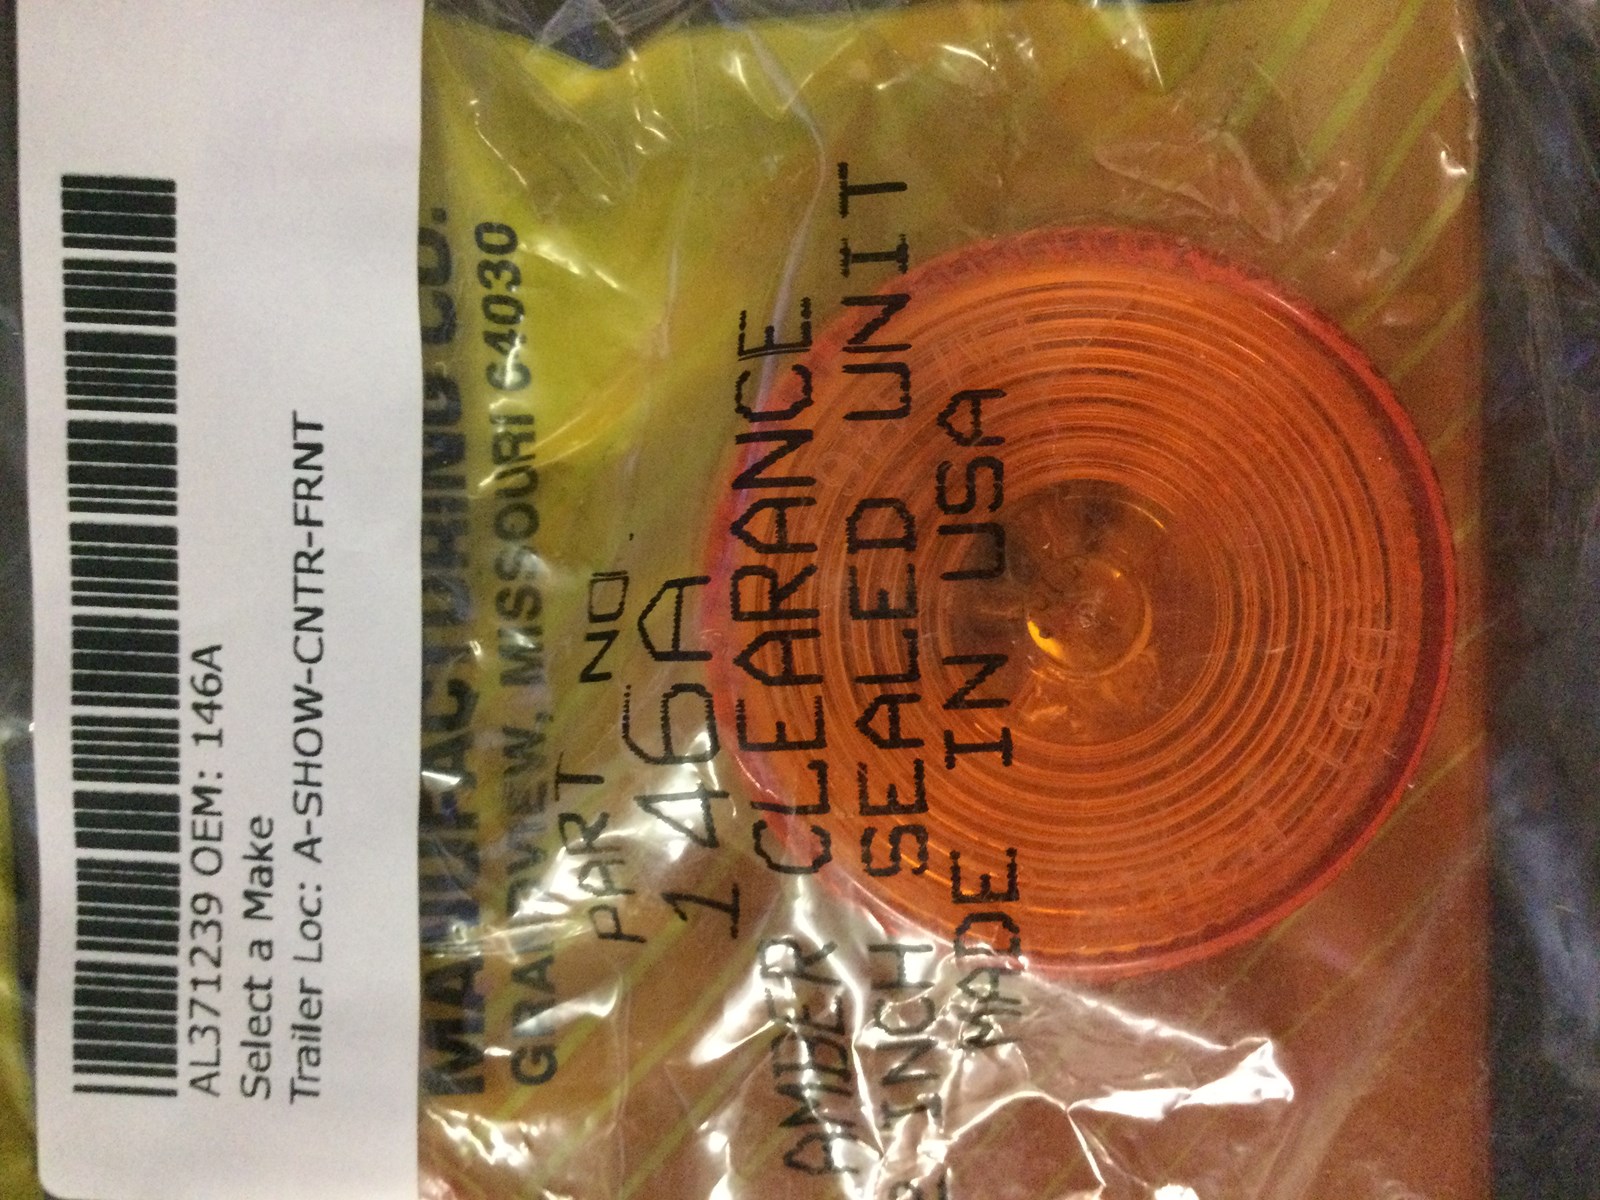 AL371239 OEM: 146A
Select a Make
Trailer Loc: A-SHOW-CNTR-FRNT
MANUFACTURING CO.
GRANDVIEW, MISSOURI 64030
PART NO.
146A
AMBER CLEARANCE
INCH SEALED UNIT
MADE IN USA